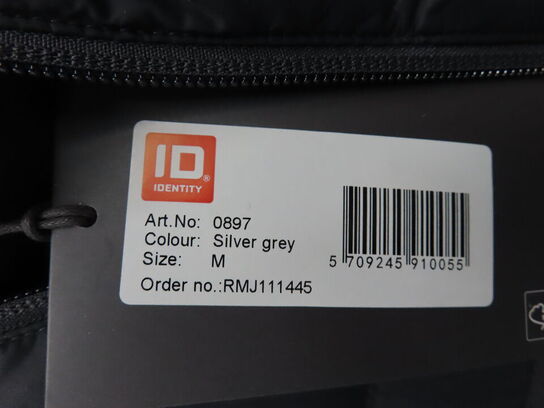 ID®
IDENTITY
Art.No: 0897
Colour: Silver grey
Size: M
Order no.:RMJ111445
5 709245 910055